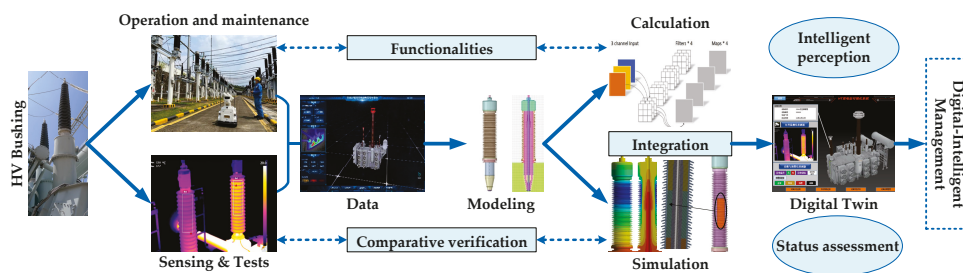 Operation and maintenance
Calculation
Functionalities
3 channel Input
Filters * 4
Maps * 4
Intelligent
perception
HV Bushing
Digital-Intelligent
Management
Integration
Data
Modeling
Digital Twin
Comparative verification
Status assessment
Sensing & Tests
Simulation